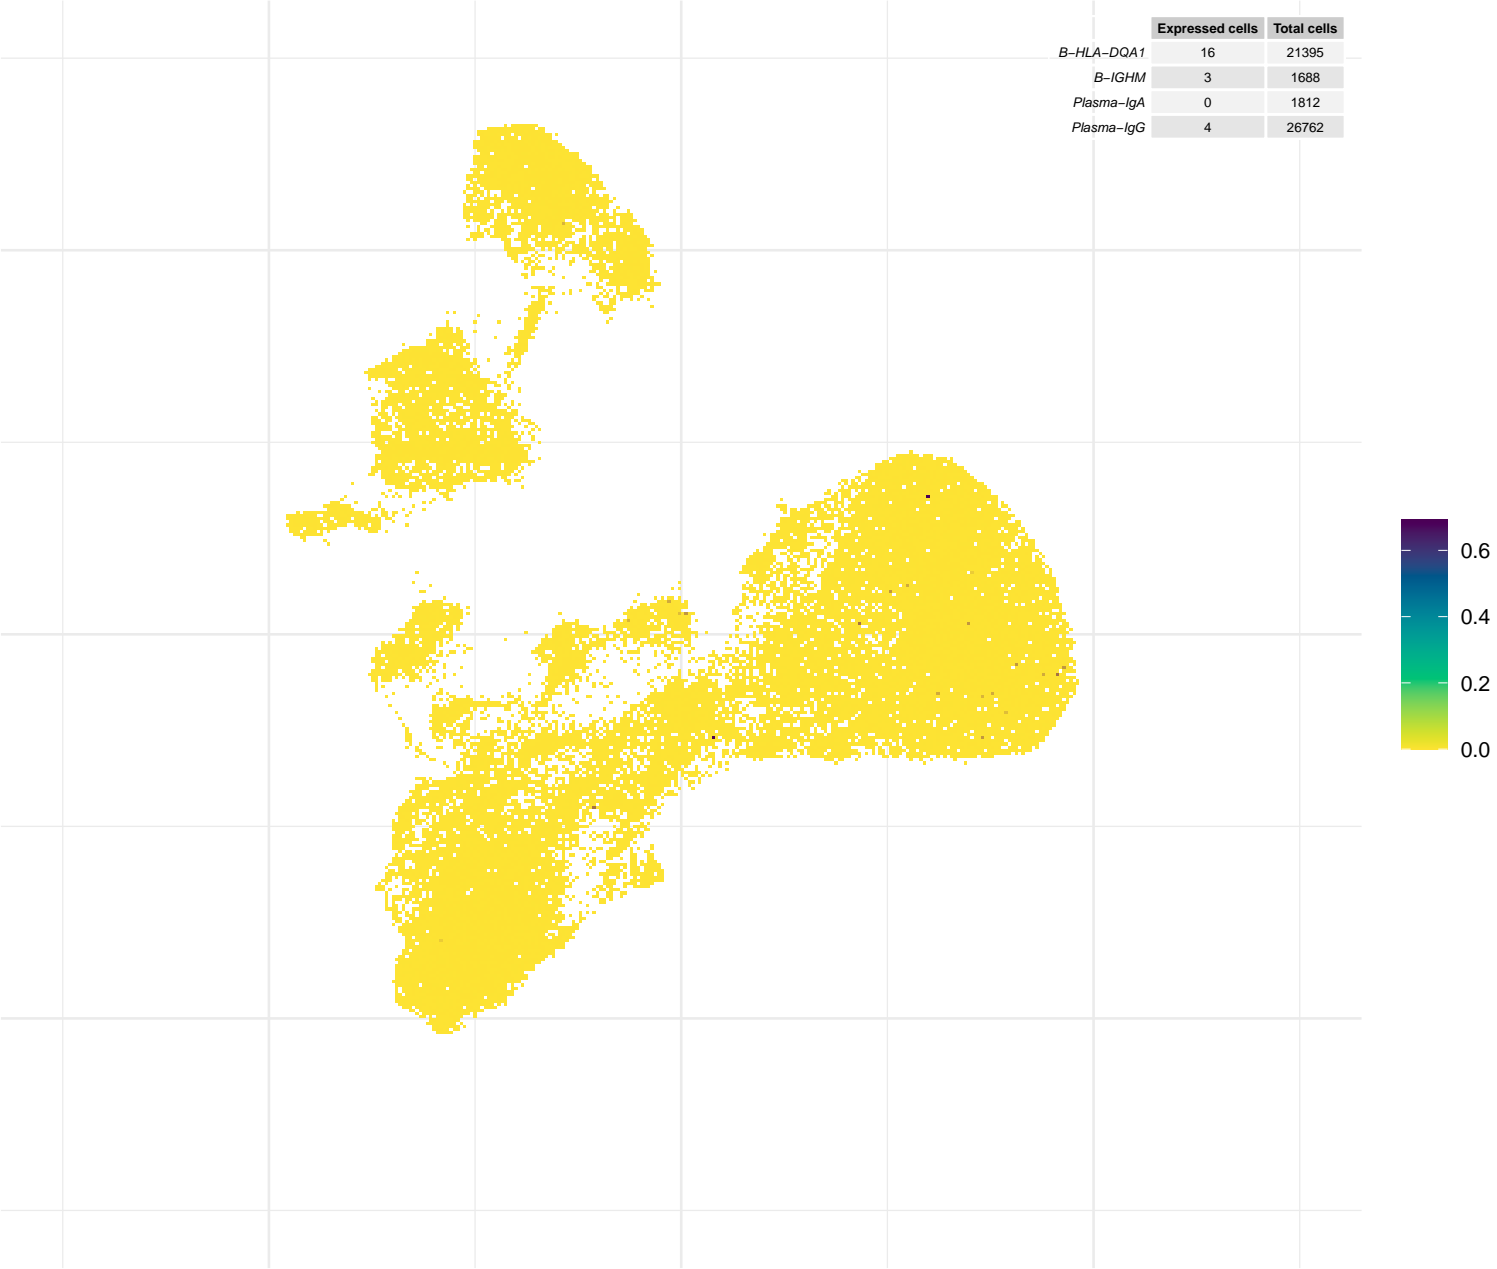 Expressed cells Total cells
B−HLA−DQA1 16 21395
B−IGHM 3 1688
Plasma−IgA 0 1812
Plasma−IgG 4 26762
0.6
0.4
0.2
0.0